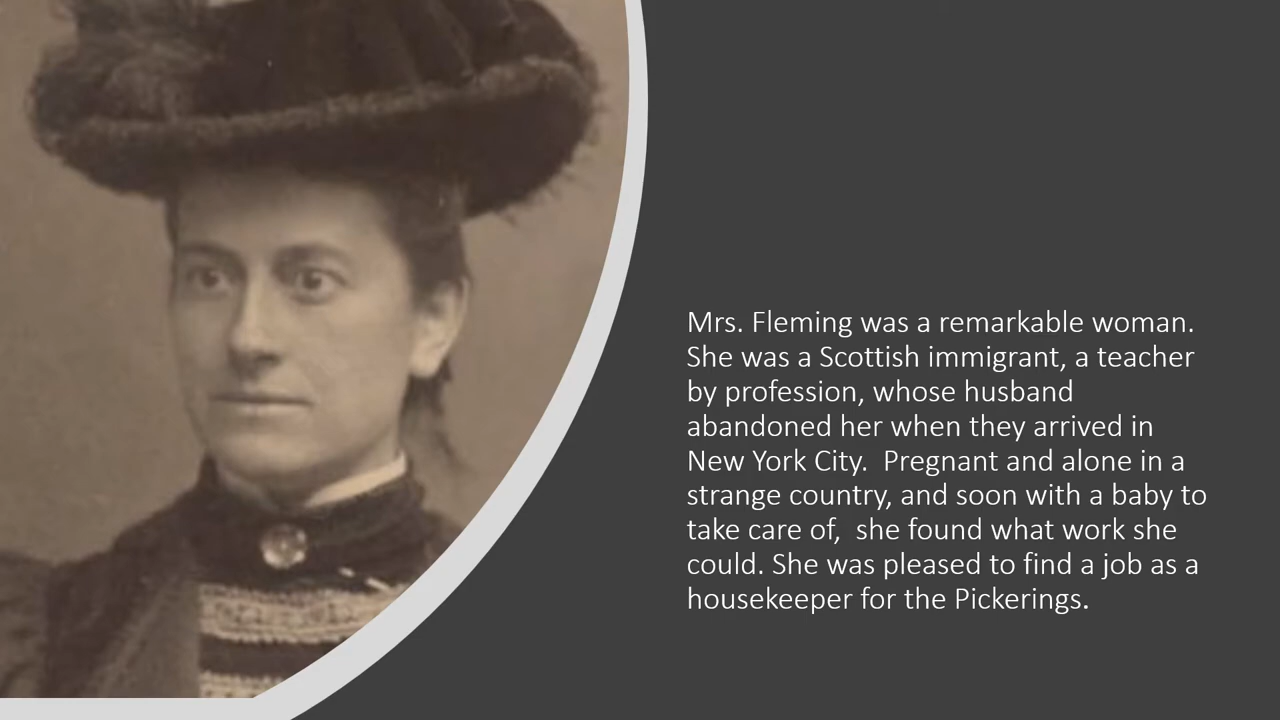 Mrs. Fleming was a remarkable woman.
She was a Scottish immigrant, a teacher
by profession, whose husband
abandoned her when they arrived in
New York City.  Pregnant and alone in a
strange country, and soon with a baby to
take care of,  she found what work she
could. She was pleased to find a job as a
housekeeper for the Pickerings.